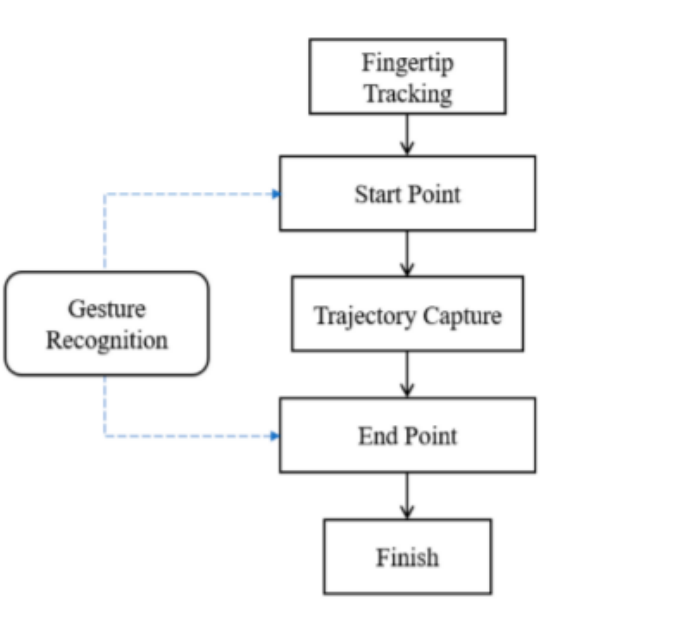 Fingertip
Tracking
Start Point
Gesture
Recognition
Trajectory Capture
End Point
Finish